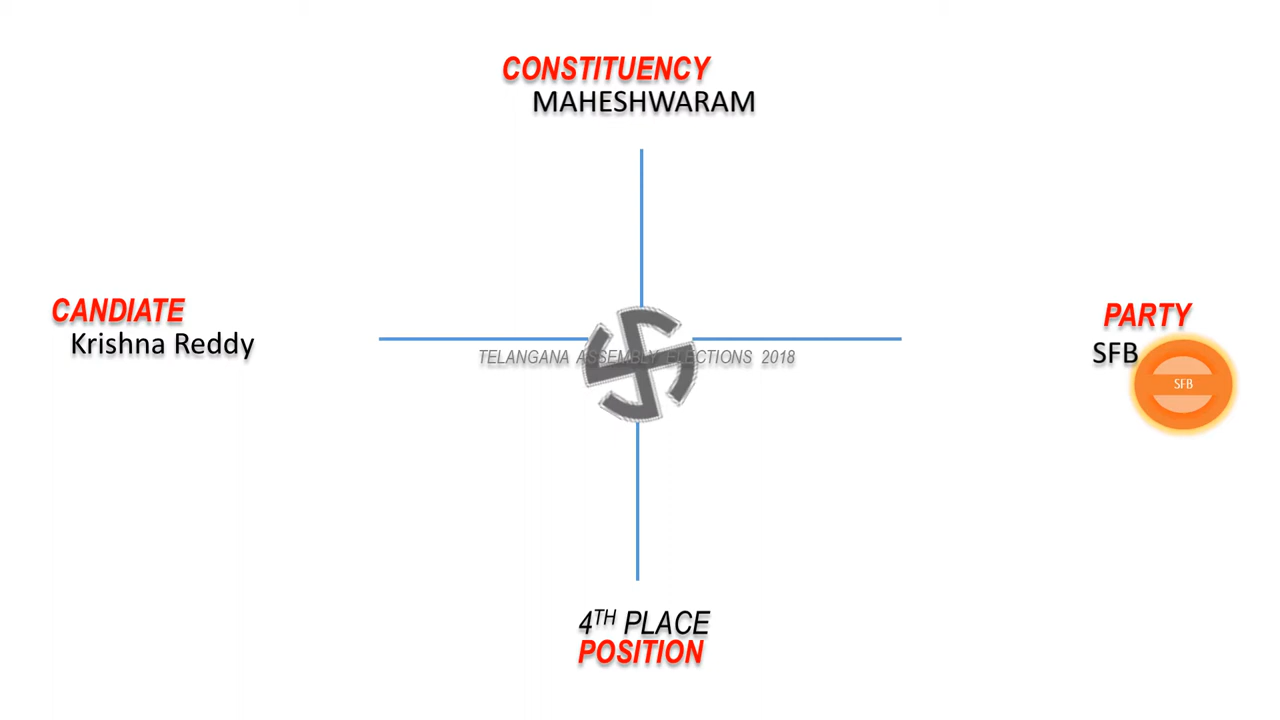 CONSTITUENCY
MAHESHWARAM
CANDIATE
Krishna Reddy
PARTY
SFB
SFB
TELANGANA ASSEMBLY ELECTIONS 2018
4TH PLACE
POSITION